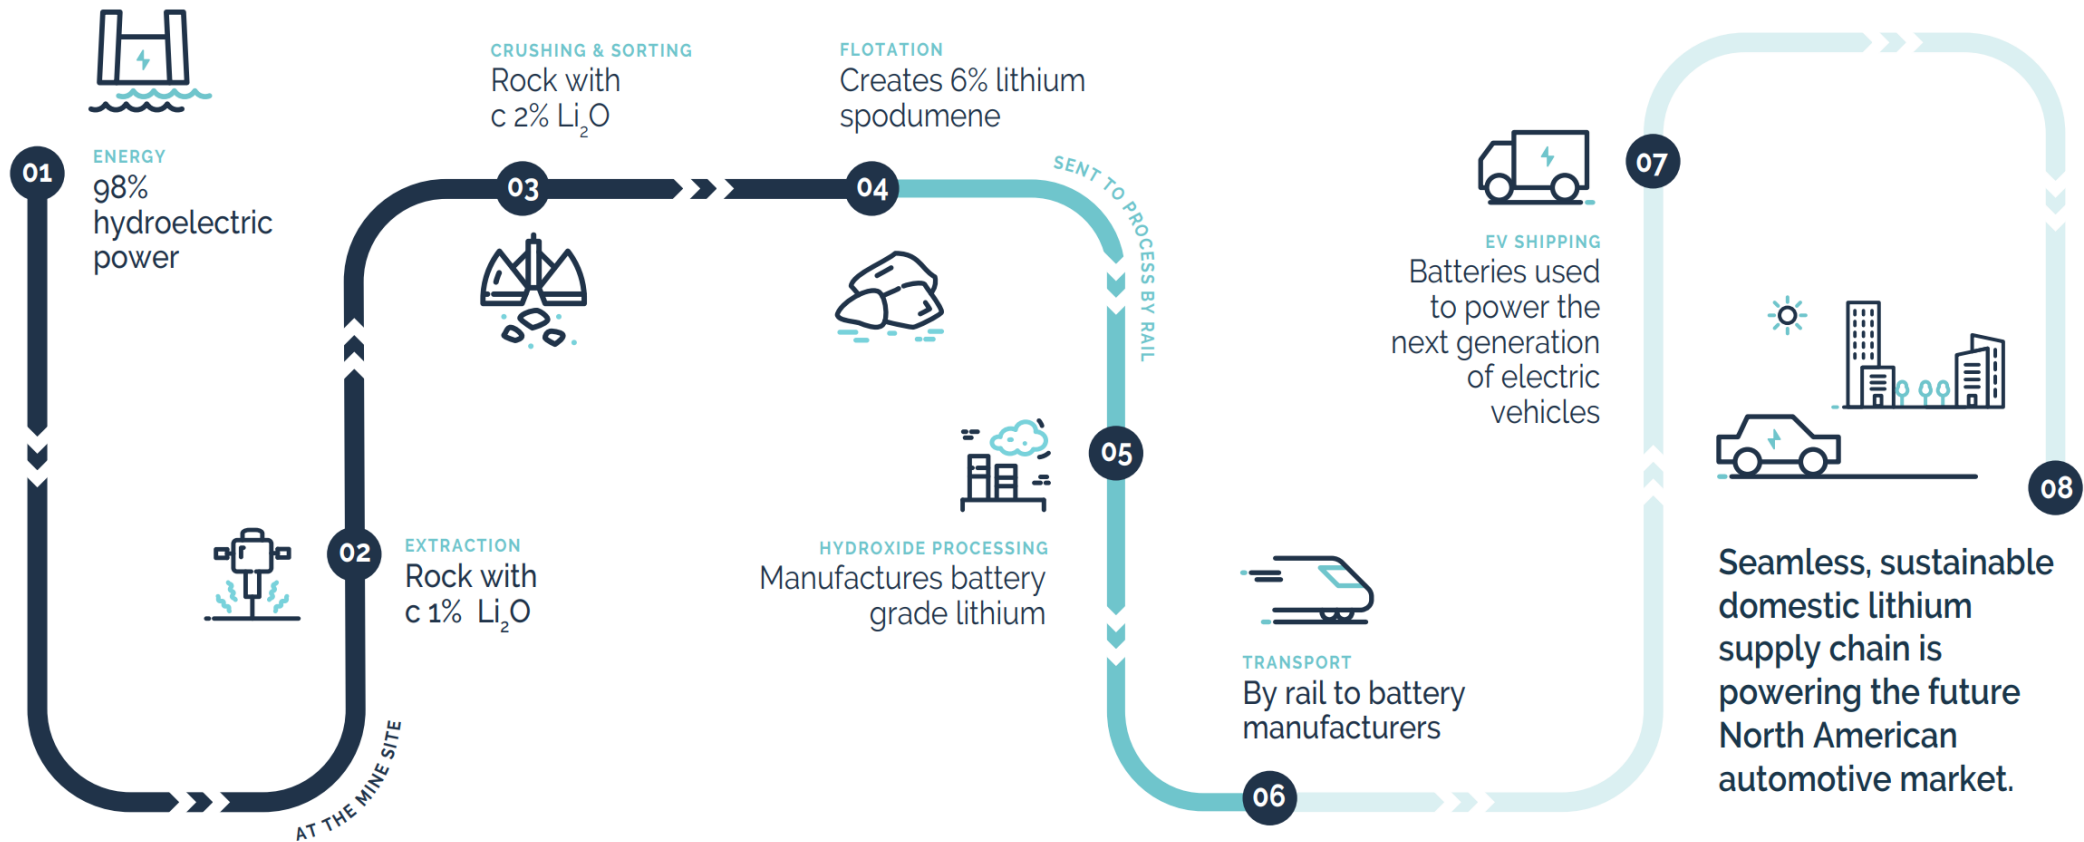 01
ENERGY
98%
hydroelectric
power
02
EXTRACTION
Rock with
c 1% Li₂O
AT THE MINE SITE
03
CRUSHING & SORTING
Rock with
c 2% Li₂O
04
FLOTATION
Creates 6% lithium
spodumene
SENT TO PROCESS BY RAIL
05
HYDROXIDE PROCESSING
Manufactures battery
grade lithium
06
TRANSPORT
By rail to battery
manufacturers
07
EV SHIPPING
Batteries used
to power the
next generation
of electric
vehicles
08
Seamless, sustainable
domestic lithium
supply chain is
powering the future
North American
automotive market.